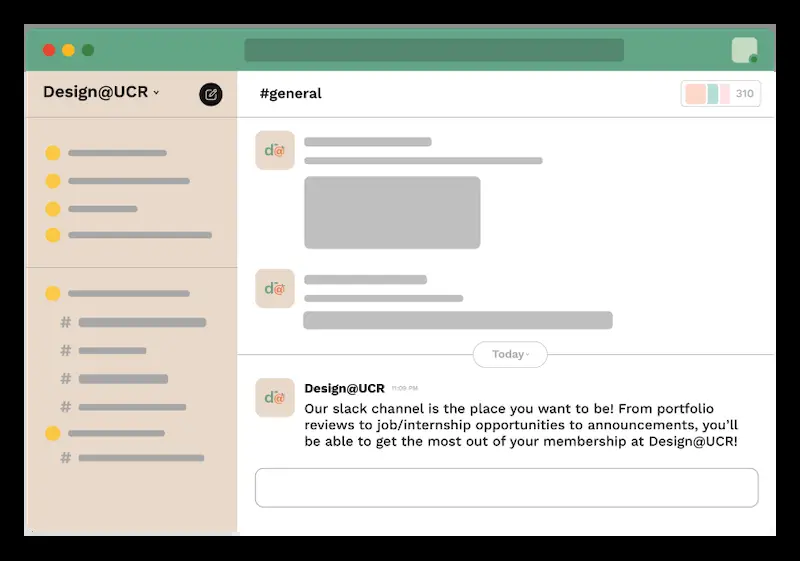 Design@UCR
#general
310
d@
#
#
#
#
#
d@
Today
d@
Design@UCR 11:09 PM
Our slack channel is the place you want to be! From portfolio
reviews to job/internship opportunities to announcements, you’ll
be able to get the most out of your membership at Design@UCR!